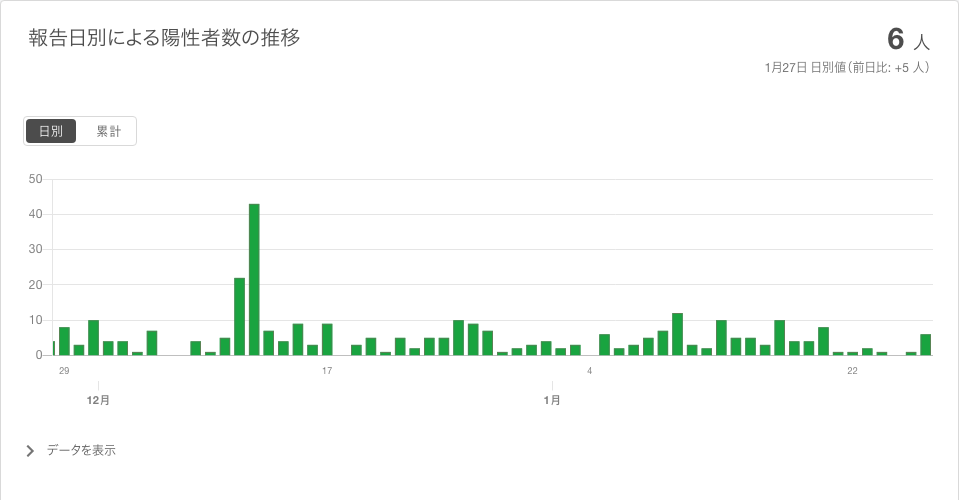 報告日別による陽性者数の推移
6 人
1月27日 日別値（前日比: +5 人）
日別 累計
50
40
30
20
10
0
29 17 4 22
12月 1月
データを表示